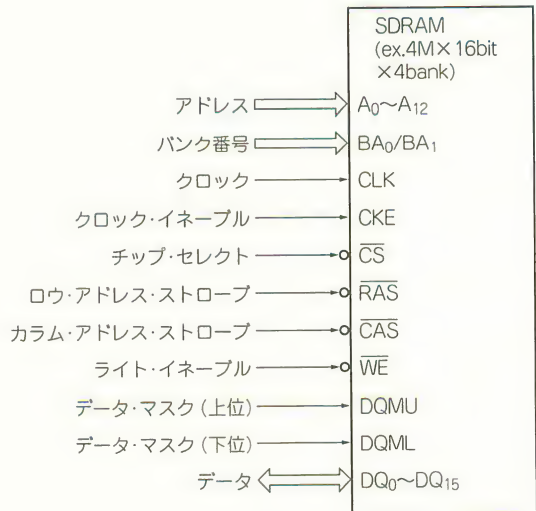 SDRAM
(ex.4M×16bit
×4bank)
アドレス A₀〜A₁₂
バンク番号 BA₀/BA₁
クロック CLK
クロック・イネーブル CKE
チップ・セレクト C̅S̅
ロウ・アドレス・ストローブ R̅A̅S̅
カラム・アドレス・ストローブ C̅A̅S̅
ライト・イネーブル W̅E̅
データ・マスク(上位) DQMU
データ・マスク(下位) DQML
データ DQ₀〜DQ₁₅